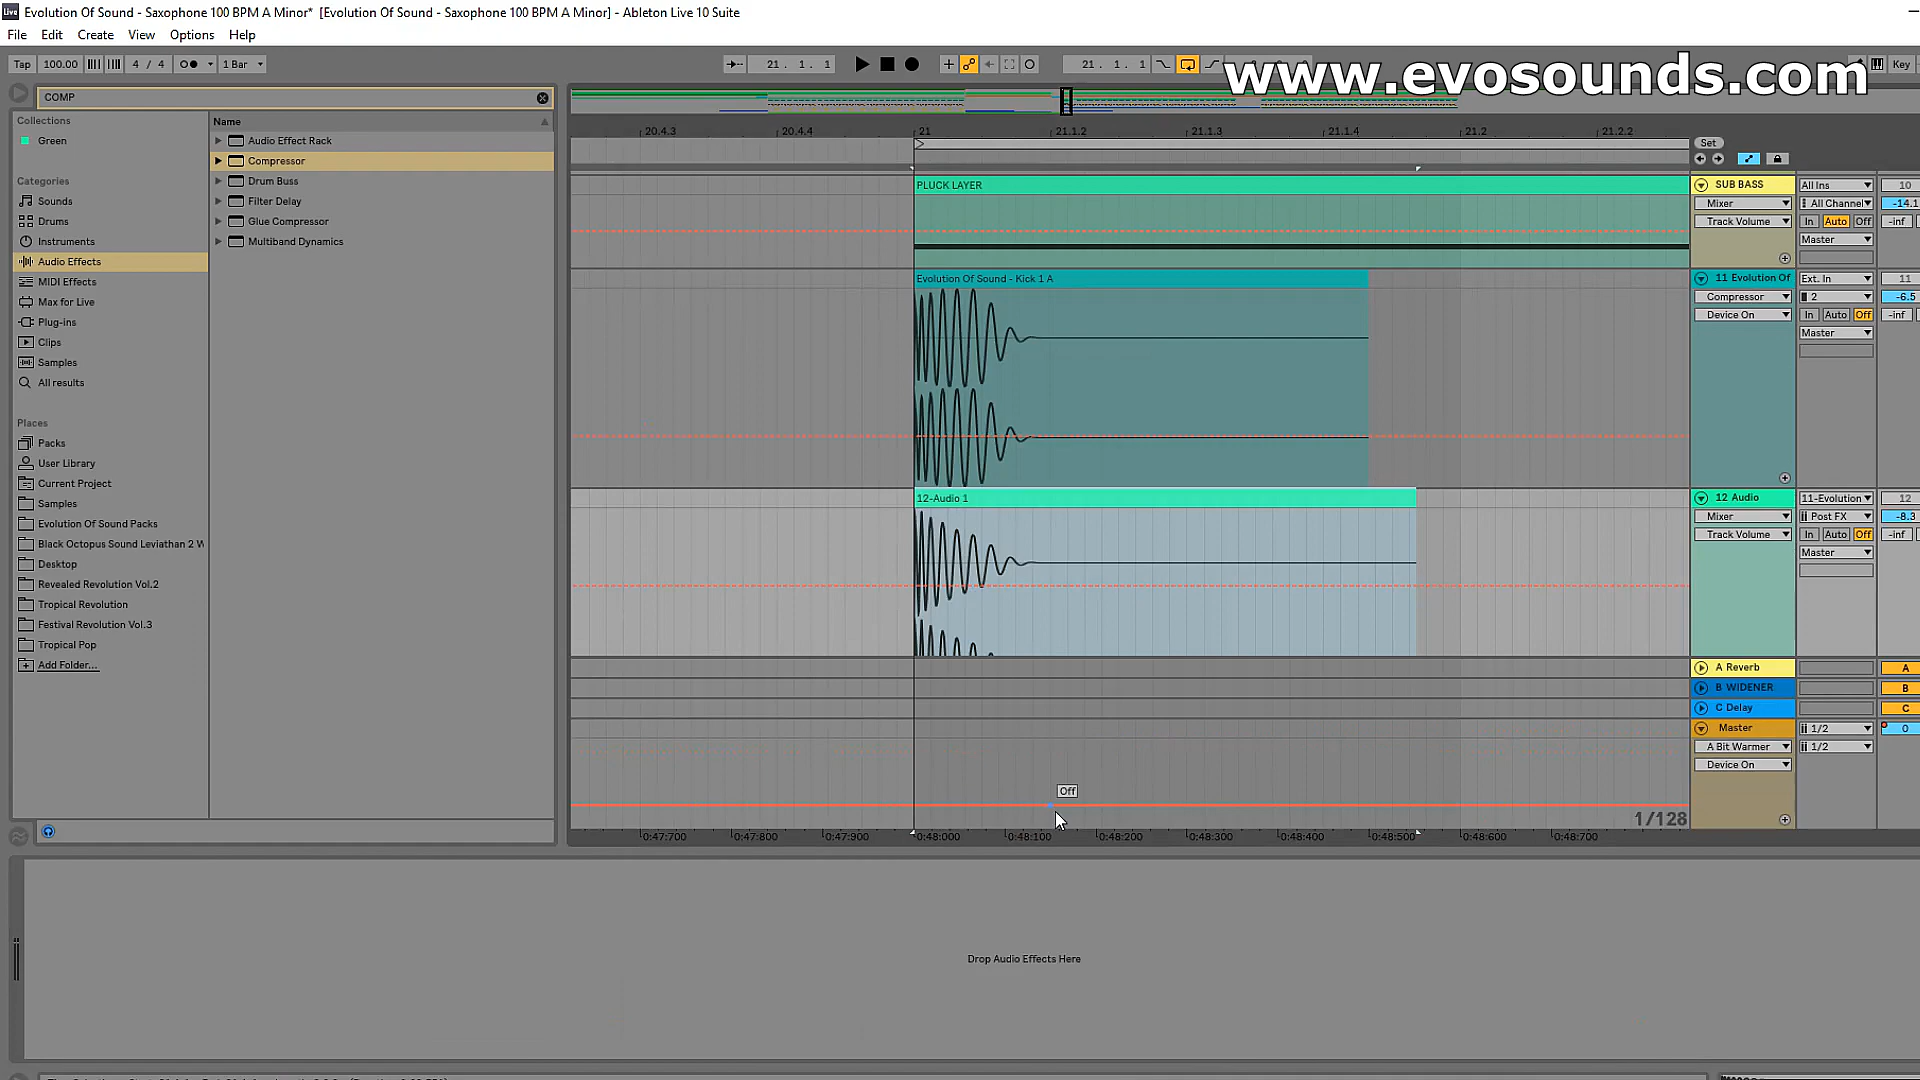 Evolution Of Sound - Saxophone 100 BPM A Minor* [Evolution Of Sound - Saxophone 100 BPM A Minor] - Ableton Live 10 Suite
File Edit Create View Options Help
Tap 100.00 4 / 4 1 Bar 21 . 1 . 1 21 . 1 . 1 Key
www.evosounds.com
COMP
Collections
Green
Categories
Sounds
Drums
Instruments
Audio Effects
MIDI Effects
Max for Live
Plug-ins
Clips
Samples
All results
Places
Packs
User Library
Current Project
Samples
Evolution Of Sound Packs
Black Octopus Sound Leviathan 2 W
Desktop
Revealed Revolution Vol.2
Tropical Revolution
Festival Revolution Vol.3
Tropical Pop
Add Folder...
Name
Audio Effect Rack
Compressor
Drum Buss
Filter Delay
Glue Compressor
Multiband Dynamics
20.4.3 20.4.4 21 21.1.2 21.1.3 21.1.4 21.2 21.2.2
Set
PLUCK LAYER
SUB BASS All Ins 10
Mixer All Channel -14.1
Track Volume In Auto Off -inf
Master
Evolution Of Sound - Kick 1 A
11 Evolution Of Ext. In 11
Compressor 2 -6.5
Device On In Auto Off -inf
Master
12-Audio 1
12 Audio 11-Evolution 12
Mixer Post FX -8.3
Track Volume In Auto Off -inf
Master
A Reverb A
B WIDENER B
C Delay C
Master 1/2 0
A Bit Warmer 1/2
Device On
Off
1/128
0:47:700 0:47:800 0:47:900 0:48:000 0:48:100 0:48:200 0:48:300 0:48:400 0:48:500 0:48:600 0:48:700
Drop Audio Effects Here